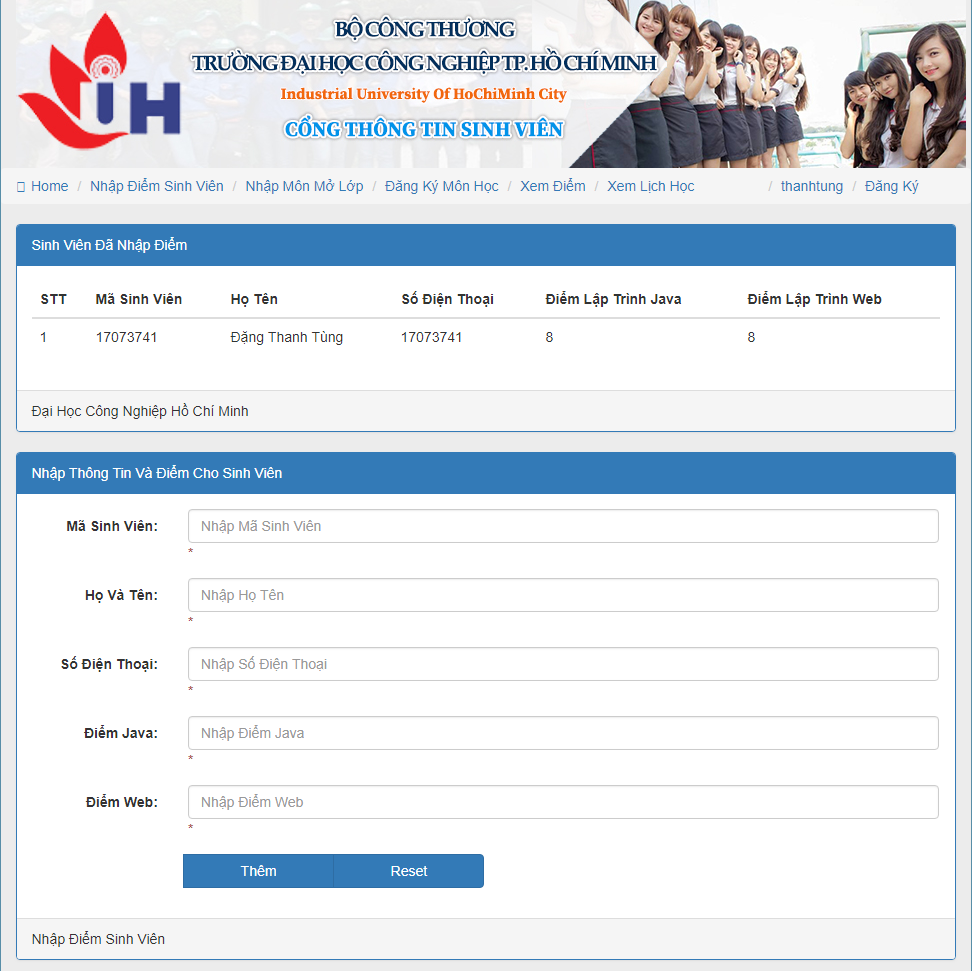 BỘ CÔNG THƯƠNG
TRƯỜNG ĐẠI HỌC CÔNG NGHIỆP TP. HỒ CHÍ MINH
Industrial University Of HoChiMinh City
CỔNG THÔNG TIN SINH VIÊN
IUH
Home / Nhập Điểm Sinh Viên / Nhập Môn Mở Lớp / Đăng Ký Môn Học / Xem Điểm / Xem Lịch Học / thanhtung / Đăng Ký
Sinh Viên Đã Nhập Điểm
STT Mã Sinh Viên Họ Tên Số Điện Thoại Điểm Lập Trình Java Điểm Lập Trình Web
1 17073741 Đặng Thanh Tùng 17073741 8 8
Đại Học Công Nghiệp Hồ Chí Minh
Nhập Thông Tin Và Điểm Cho Sinh Viên
Mã Sinh Viên: Nhập Mã Sinh Viên
*
Họ Và Tên: Nhập Họ Tên
*
Số Điện Thoại: Nhập Số Điện Thoại
*
Điểm Java: Nhập Điểm Java
*
Điểm Web: Nhập Điểm Web
*
Thêm Reset
Nhập Điểm Sinh Viên